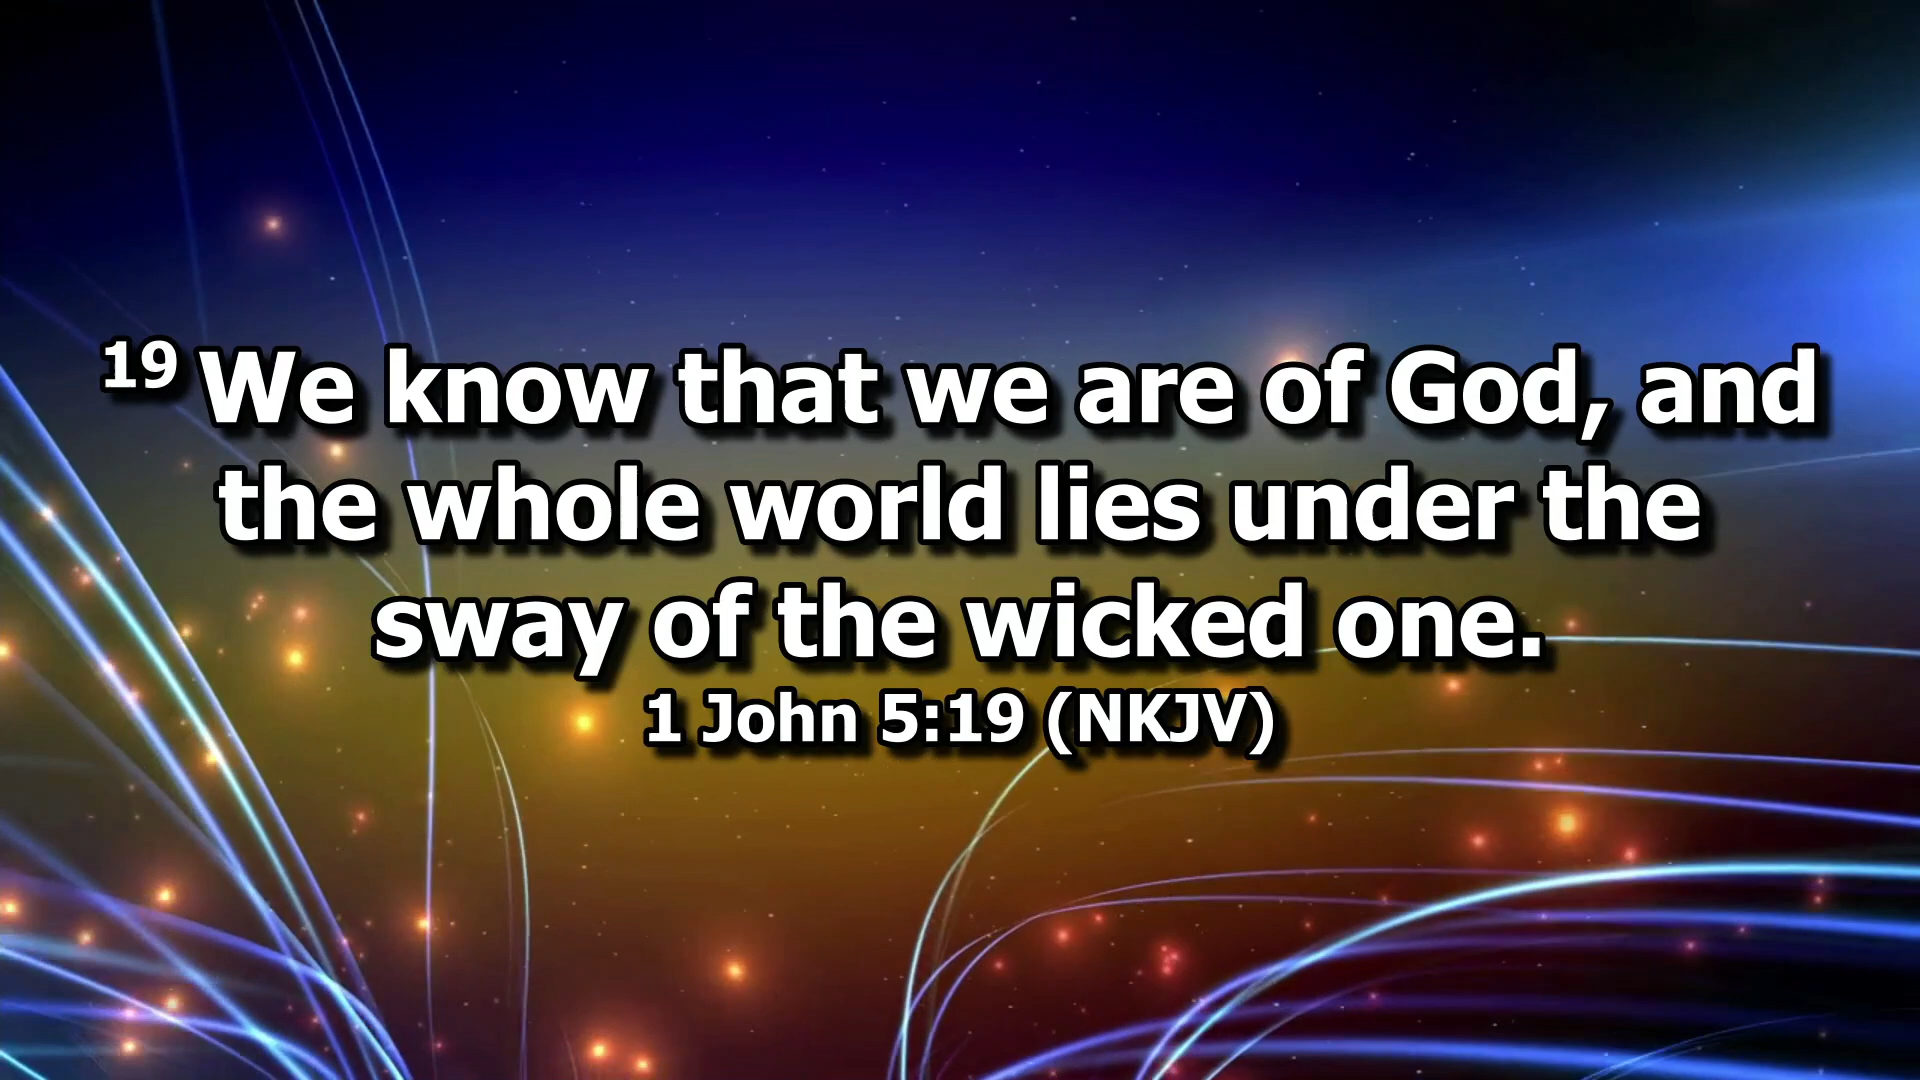 19 We know that we are of God, and
the whole world lies under the
sway of the wicked one.
1 John 5:19 (NKJV)